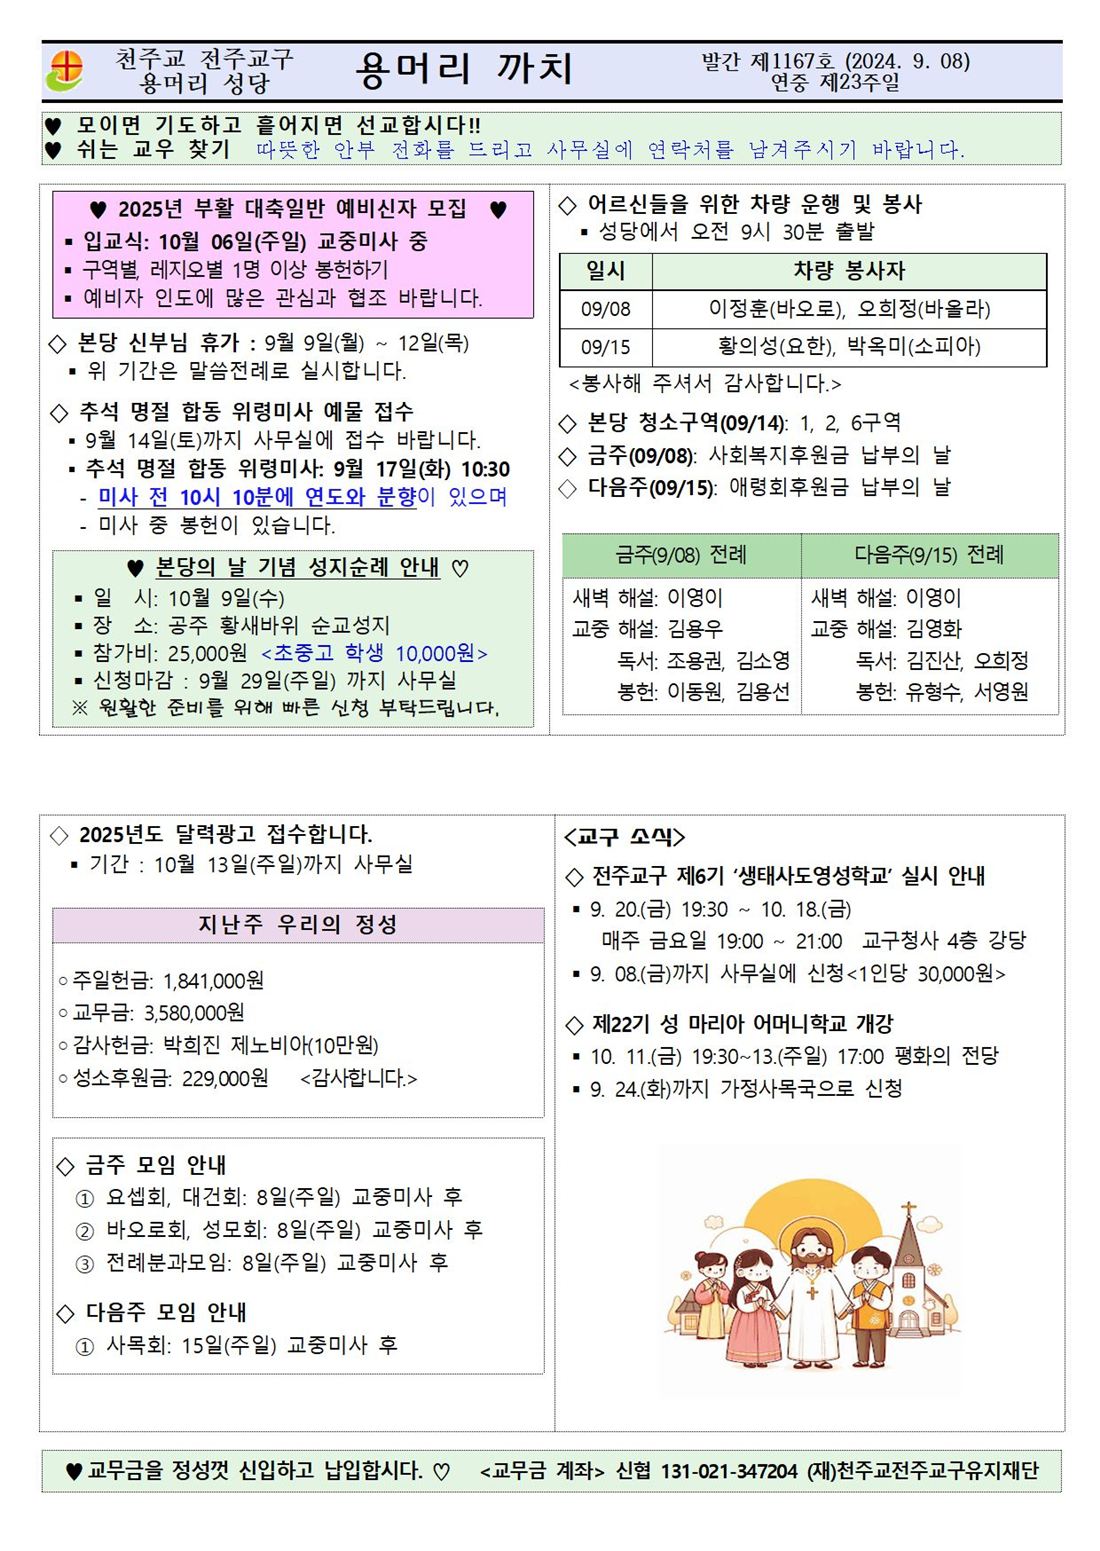 천주교 전주교구
용머리 성당
용머리 까치
발간 제1167호 (2024. 9. 08)
연중 제23주일
♥ 모이면 기도하고 흩어지면 선교합시다!!
♥ 쉬는 교우 찾기 따뜻한 안부 전화를 드리고 사무실에 연락처를 남겨주시기 바랍니다.
♥ 2025년 부활 대축일반 예비신자 모집 ♥
▪ 입교식: 10월 06일(주일) 교중미사 중
▪ 구역별, 레지오별 1명 이상 봉헌하기
▪ 예비자 인도에 많은 관심과 협조 바랍니다.
◇ 본당 신부님 휴가 : 9월 9일(월) ~ 12일(목)
▪ 위 기간은 말씀전례로 실시합니다.
◇ 추석 명절 합동 위령미사 예물 접수
▪ 9월 14일(토)까지 사무실에 접수 바랍니다.
▪ 추석 명절 합동 위령미사: 9월 17일(화) 10:30
- 미사 전 10시 10분에 연도와 분향이 있으며
- 미사 중 봉헌이 있습니다.
♥ 본당의 날 기념 성지순례 안내 ♡
▪ 일 시: 10월 9일(수)
▪ 장 소: 공주 황새바위 순교성지
▪ 참가비: 25,000원 <초중고 학생 10,000원>
▪ 신청마감 : 9월 29일(주일) 까지 사무실
※ 원활한 준비를 위해 빠른 신청 부탁드립니다.
◇ 어르신들을 위한 차량 운행 및 봉사
▪ 성당에서 오전 9시 30분 출발
일시 차량 봉사자
09/08 이정훈(바오로), 오희정(바올라)
09/15 황의성(요한), 박옥미(소피아)
<봉사해 주셔서 감사합니다.>
◇ 본당 청소구역(09/14): 1, 2, 6구역
◇ 금주(09/08): 사회복지후원금 납부의 날
◇ 다음주(09/15): 애령회후원금 납부의 날
금주(9/08) 전례 다음주(9/15) 전례
새벽 해설: 이영이 새벽 해설: 이영이
교중 해설: 김용우 교중 해설: 김영화
독서: 조용권, 김소영 독서: 김진산, 오희정
봉헌: 이동원, 김용선 봉헌: 유형수, 서영원
◇ 2025년도 달력광고 접수합니다.
▪ 기간 : 10월 13일(주일)까지 사무실
지난주 우리의 정성
○ 주일헌금: 1,841,000원
○ 교무금: 3,580,000원
○ 감사헌금: 박희진 제노비아(10만원)
○ 성소후원금: 229,000원 <감사합니다.>
◇ 금주 모임 안내
① 요셉회, 대건회: 8일(주일) 교중미사 후
② 바오로회, 성모회: 8일(주일) 교중미사 후
③ 전례분과모임: 8일(주일) 교중미사 후
◇ 다음주 모임 안내
① 사목회: 15일(주일) 교중미사 후
<교구 소식>
◇ 전주교구 제6기 ‘생태사도영성학교’ 실시 안내
▪ 9. 20.(금) 19:30 ~ 10. 18.(금)
매주 금요일 19:00 ~ 21:00 교구청사 4층 강당
▪ 9. 08.(금)까지 사무실에 신청<1인당 30,000원>
◇ 제22기 성 마리아 어머니학교 개강
▪ 10. 11.(금) 19:30~13.(주일) 17:00 평화의 전당
▪ 9. 24.(화)까지 가정사목국으로 신청
♥ 교무금을 정성껏 신입하고 납입합시다. ♡ <교무금 계좌> 신협 131-021-347204 (재)천주교전주교구유지재단